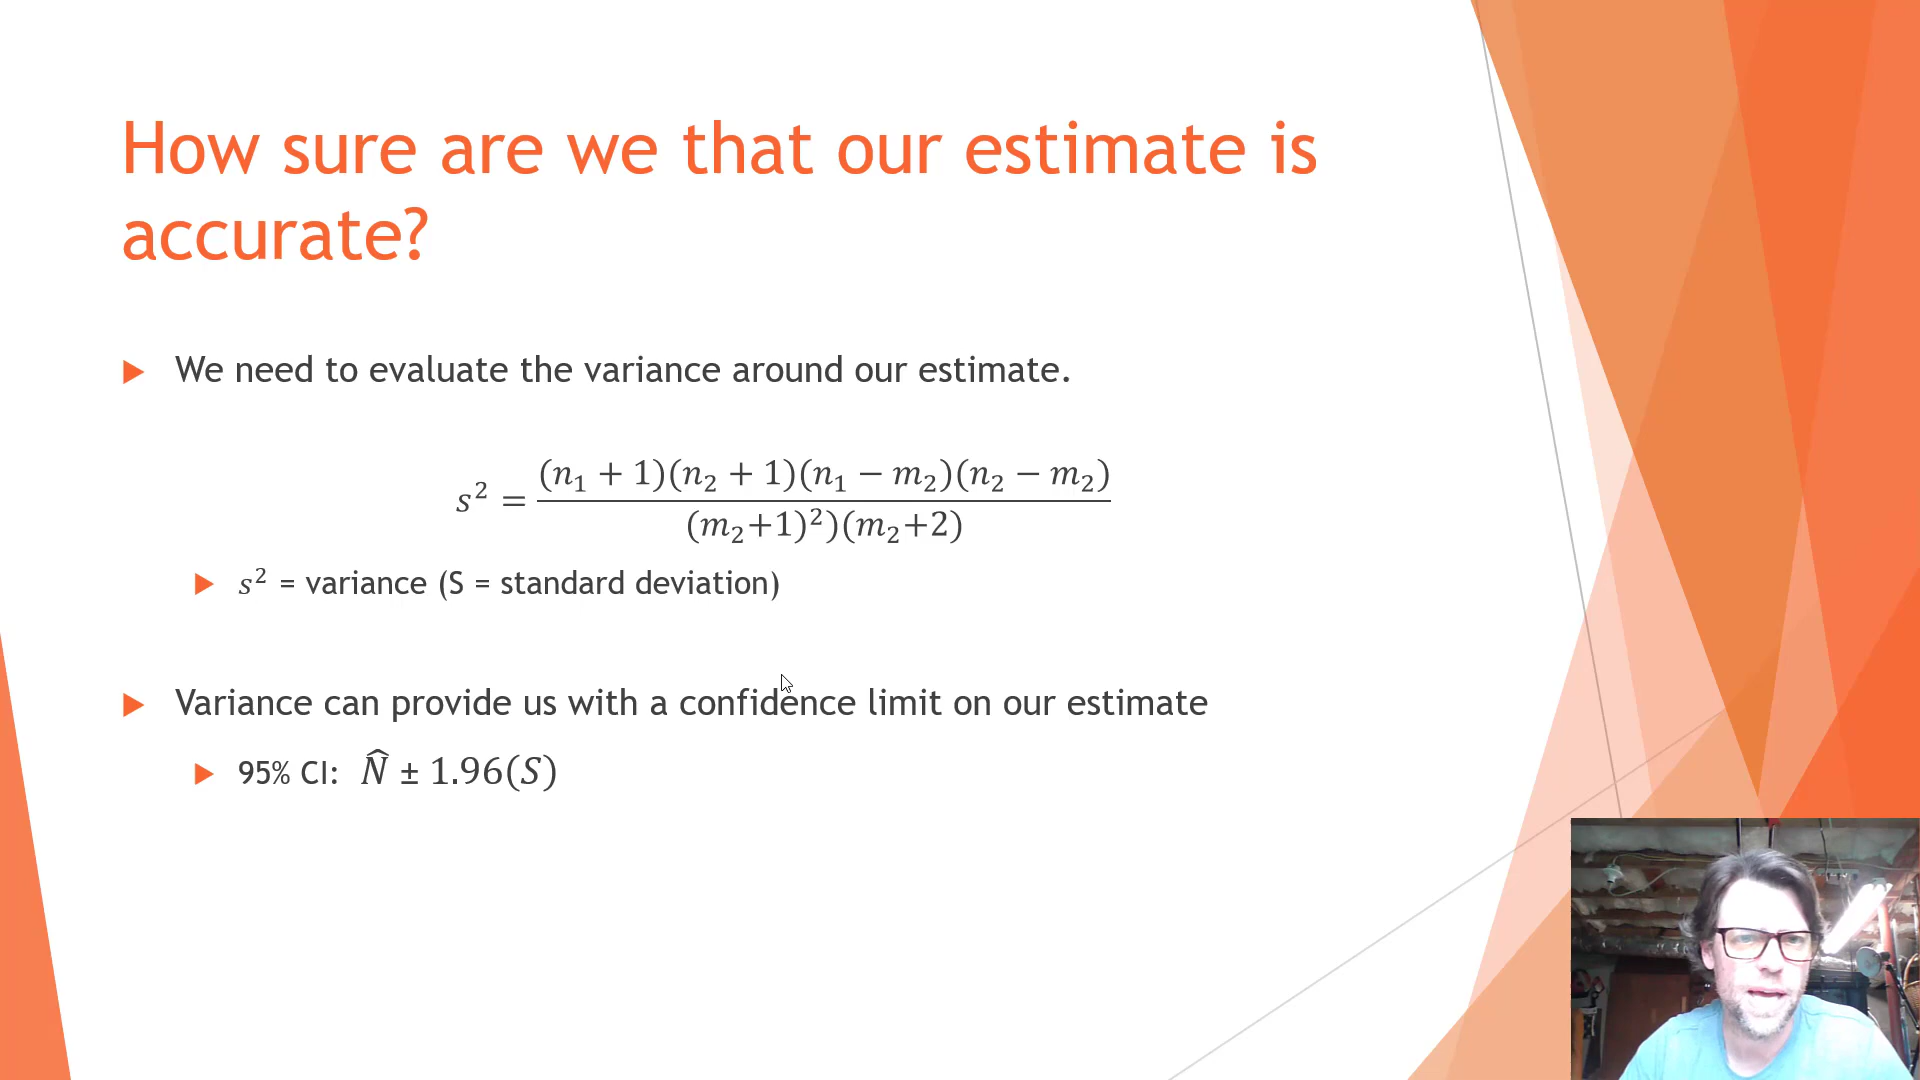 How sure are we that our estimate is
accurate?
We need to evaluate the variance around our estimate.
s² = (n₁ + 1)(n₂ + 1)(n₁ − m₂)(n₂ − m₂)
(m₂+1)²)(m₂+2)
s² = variance (S = standard deviation)
Variance can provide us with a confidence limit on our estimate
95% CI: N̂ ± 1.96(S)